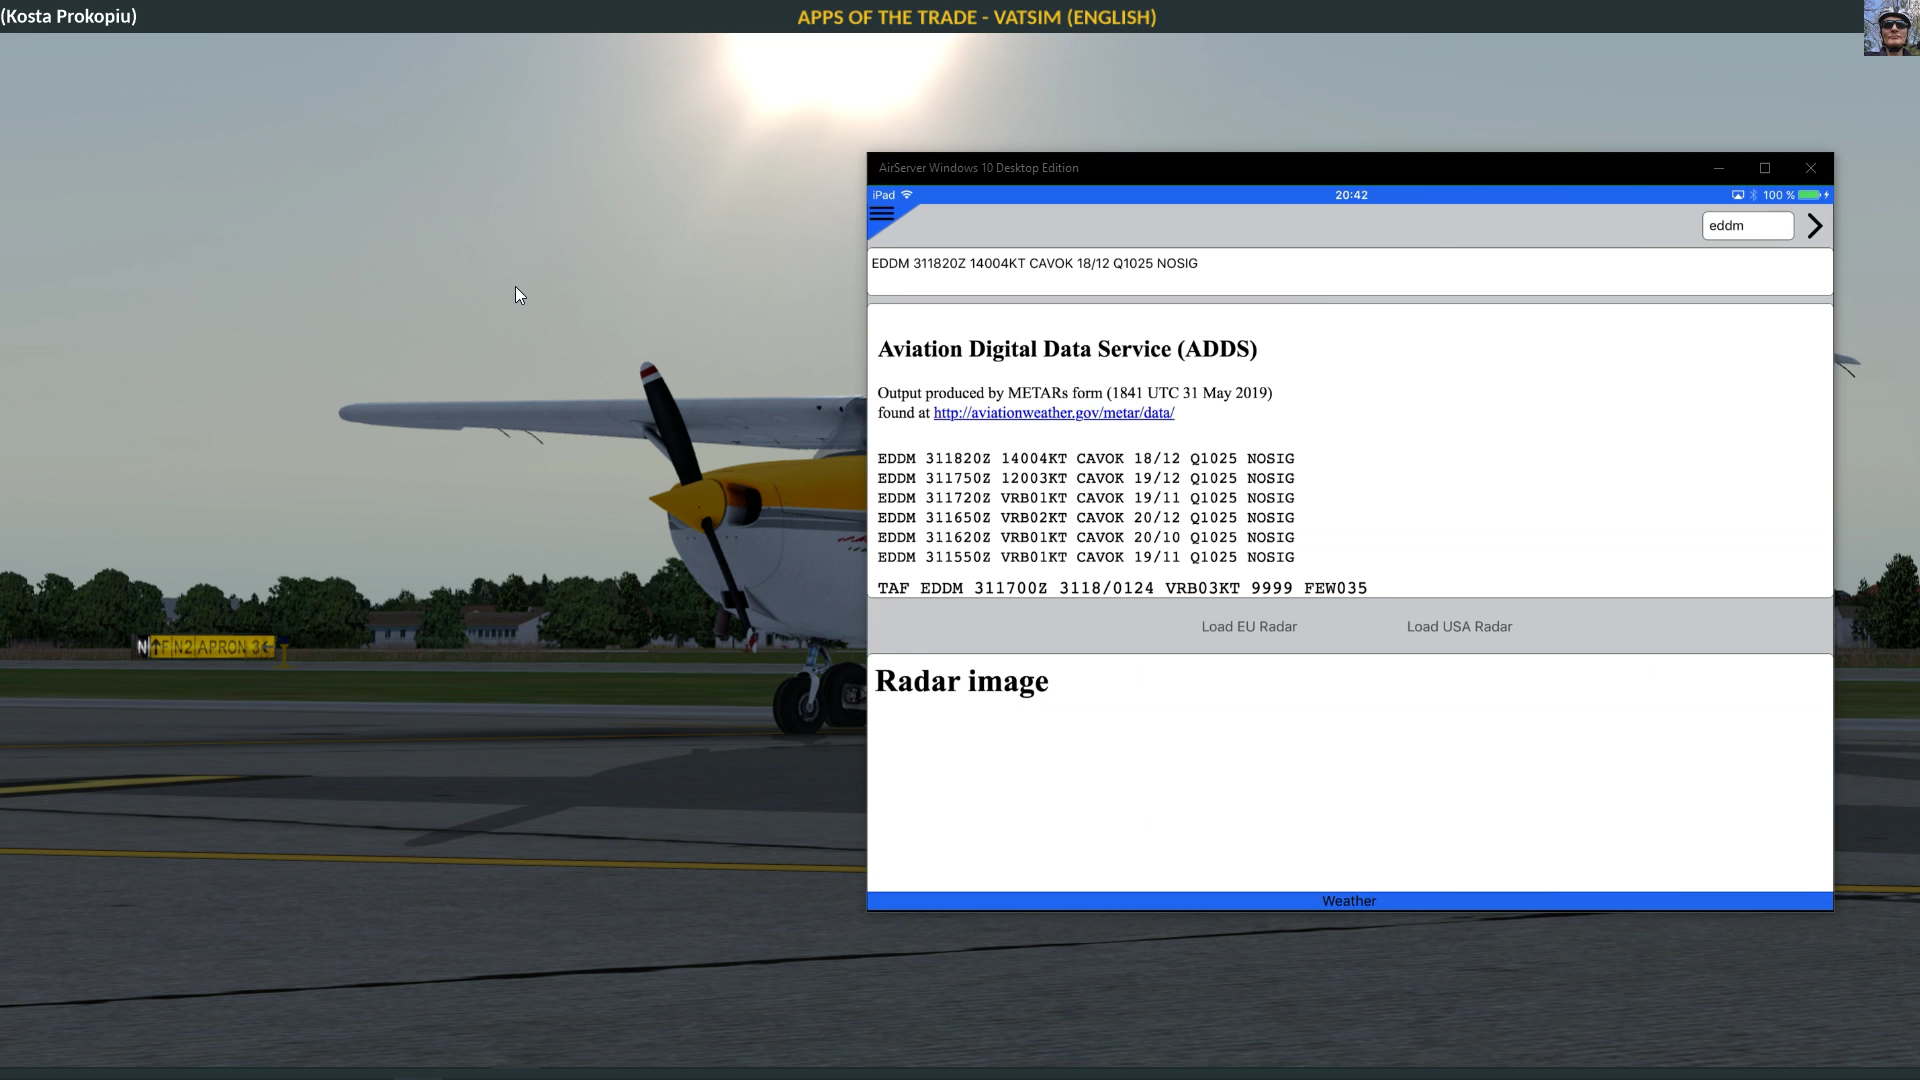 (Kosta Prokopiu)
APPS OF THE TRADE - VATSIM (ENGLISH)
AirServer Windows 10 Desktop Edition
iPad 20:42 100 %
eddm
EDDM 311820Z 14004KT CAVOK 18/12 Q1025 NOSIG
Aviation Digital Data Service (ADDS)
Output produced by METARs form (1841 UTC 31 May 2019)
found at http://aviationweather.gov/metar/data/
EDDM 311820Z 14004KT CAVOK 18/12 Q1025 NOSIG
EDDM 311750Z 12003KT CAVOK 19/12 Q1025 NOSIG
EDDM 311720Z VRB01KT CAVOK 19/11 Q1025 NOSIG
EDDM 311650Z VRB02KT CAVOK 20/12 Q1025 NOSIG
EDDM 311620Z VRB01KT CAVOK 20/10 Q1025 NOSIG
EDDM 311550Z VRB01KT CAVOK 19/11 Q1025 NOSIG
TAF EDDM 311700Z 3118/0124 VRB03KT 9999 FEW035
Load EU Radar Load USA Radar
N ↑F N2 APRON 3←
Radar image
Weather